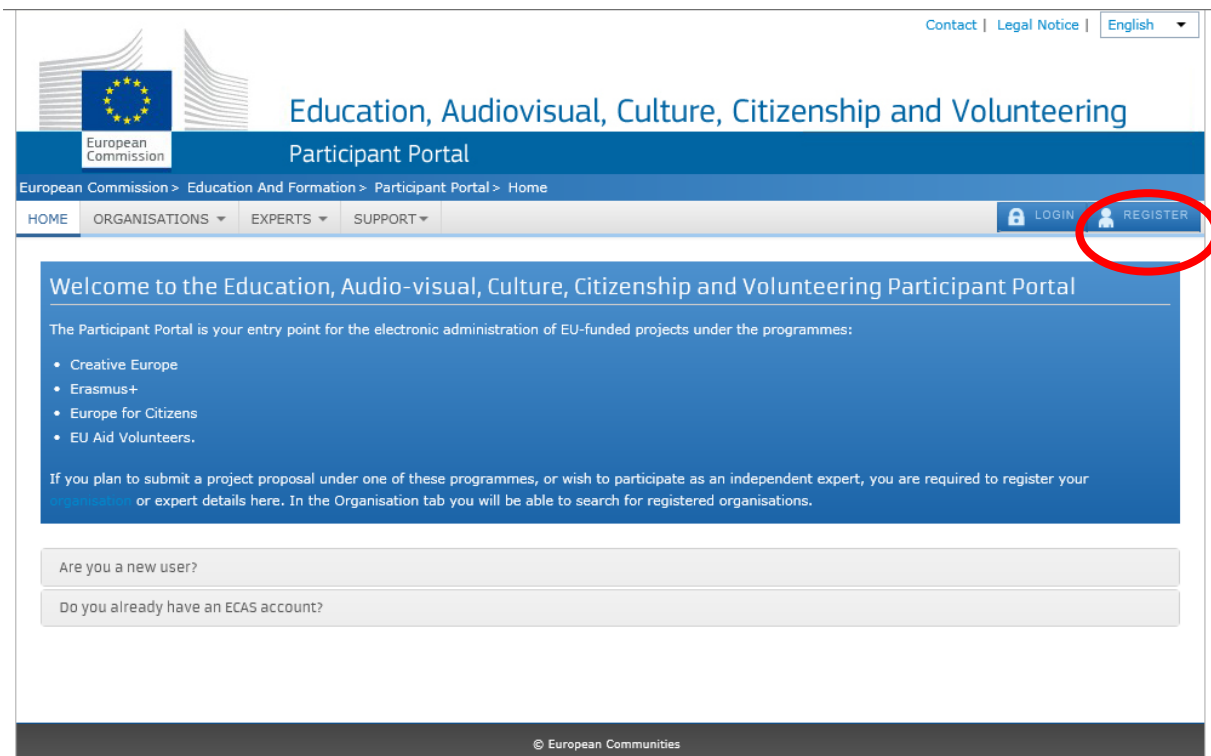 Contact | Legal Notice | English
Education, Audiovisual, Culture, Citizenship and Volunteering
European
Commission
Participant Portal
European Commission > Education And Formation > Participant Portal > Home
HOME ORGANISATIONS EXPERTS SUPPORT LOGIN REGISTER
Welcome to the Education, Audio-visual, Culture, Citizenship and Volunteering Participant Portal
The Participant Portal is your entry point for the electronic administration of EU-funded projects under the programmes:
• Creative Europe
• Erasmus+
• Europe for Citizens
• EU Aid Volunteers.
If you plan to submit a project proposal under one of these programmes, or wish to participate as an independent expert, you are required to register your
organisation or expert details here. In the Organisation tab you will be able to search for registered organisations.
Are you a new user?
Do you already have an ECAS account?
© European Communities